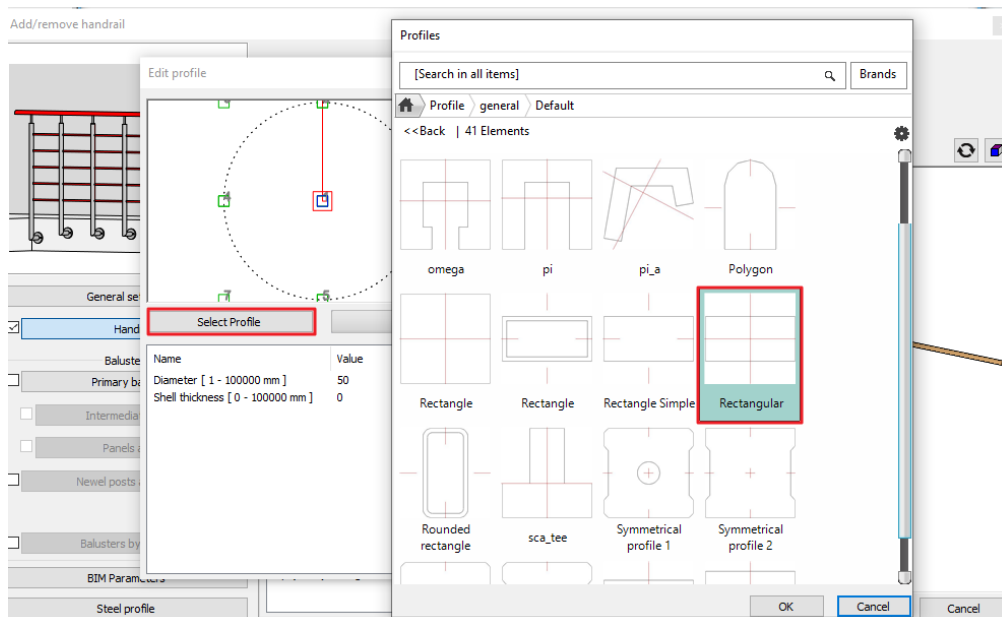 Add/remove handrail
General se
Hand
Baluste
Primary ba
Intermedia
Panels a
Newel posts
Balusters by
BIM Parameters
Steel profile
Edit profile
7
Select Profile
Name Value
Diameter [ 1 - 100000 mm ] 50
Shell thickness [ 0 - 100000 mm ] 0
Profiles
[Search in all items]
Brands
Profile general Default
<<Back | 41 Elements
omega pi pi_a Polygon
Rectangle Rectangle Rectangle Simple Rectangular
Rounded
rectangle
sca_tee
Symmetrical
profile 1
Symmetrical
profile 2
OK Cancel
Cancel